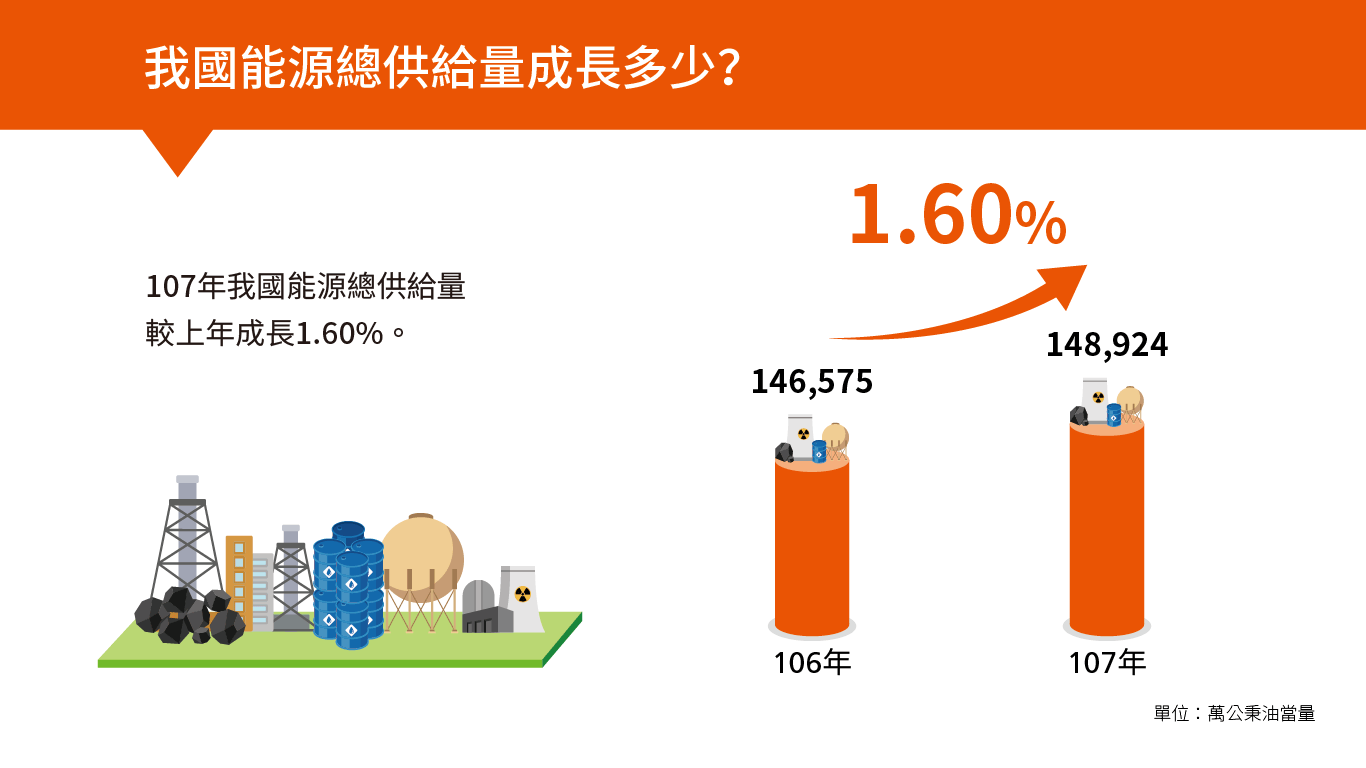 我國能源總供給量成長多少？
107年我國能源總供給量
較上年成長1.60%。
1.60%
146,575
148,924
106年
107年
單位：萬公秉油當量